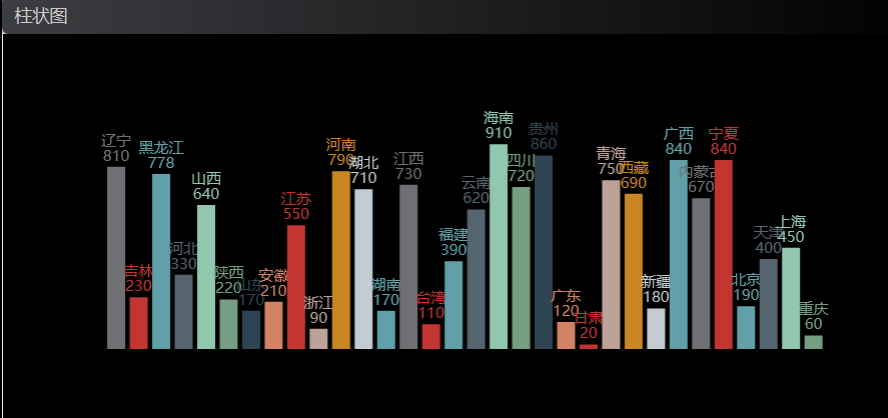 柱状图
辽宁
810
吉林
230
黑龙江
778
河北
330
山西
640
陕西
220
山东
170
安徽
210
江苏
550
浙江
90
河南
790
湖北
710
湖南
170
江西
730
台湾
110
福建
390
云南
620
海南
910
四川
720
贵州
860
广东
120
甘肃
20
青海
750
西藏
690
新疆
180
广西
840
内蒙古
670
宁夏
840
北京
190
天津
400
上海
450
重庆
60